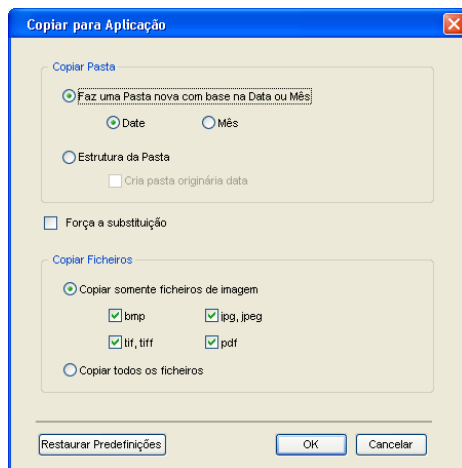 Copiar para Aplicação
Copiar Pasta
Faz uma Pasta nova com base na Data ou Mês
Date Mês
Estrutura da Pasta
Cria pasta originária data
Força a substituição
Copiar Ficheiros
Copiar somente ficheiros de imagem
bmp jpg, jpeg
tif, tiff pdf
Copiar todos os ficheiros
Restaurar Predefinições OK Cancelar